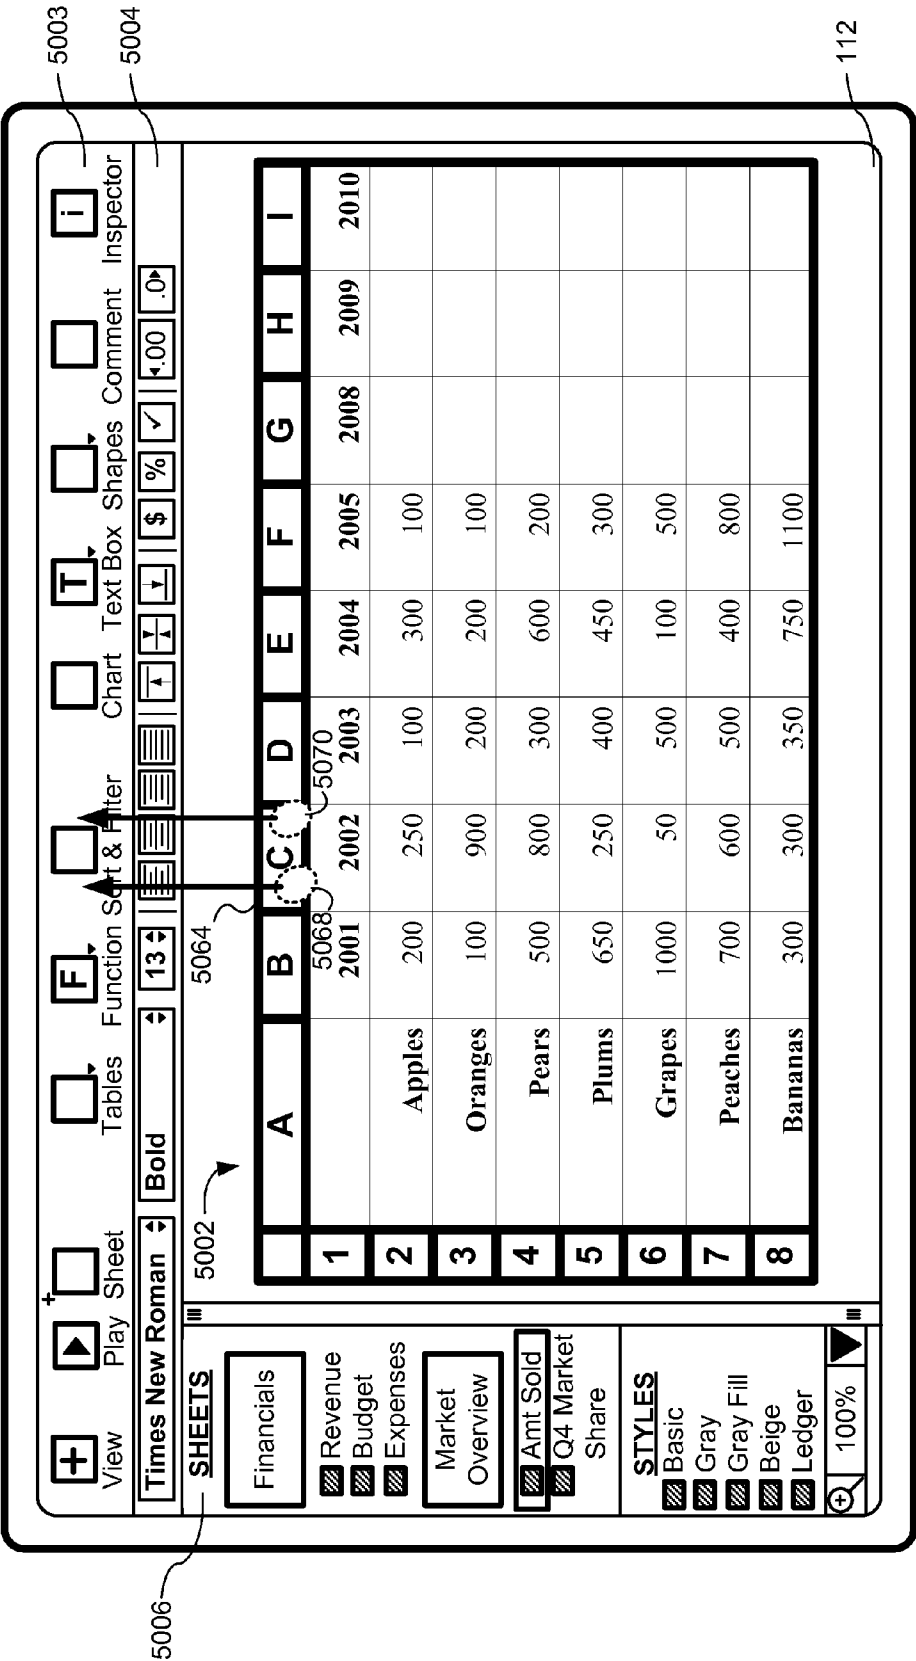 5003
5004
112
5006
View Play Sheet Tables Function Sort & Filter Chart Text Box Shapes Comment Inspector
+ + F T i
Times New Roman Bold 13 $ % ✓ .00 .0
SHEETS
Financials
Revenue
Budget
Expenses
Market
Overview
Amt Sold
Q4 Market
Share
STYLES
Basic
Gray
Gray Fill
Beige
Ledger
100%
5002
5064
A B C D E F G H I
5068 5070
1 2001 2002 2003 2004 2005 2008 2009 2010
2 Apples 200 250 100 300 100
3 Oranges 100 900 200 200 100
4 Pears 500 800 300 600 200
5 Plums 650 250 400 450 300
6 Grapes 1000 50 500 100 500
7 Peaches 700 600 500 400 800
8 Bananas 300 300 350 750 1100